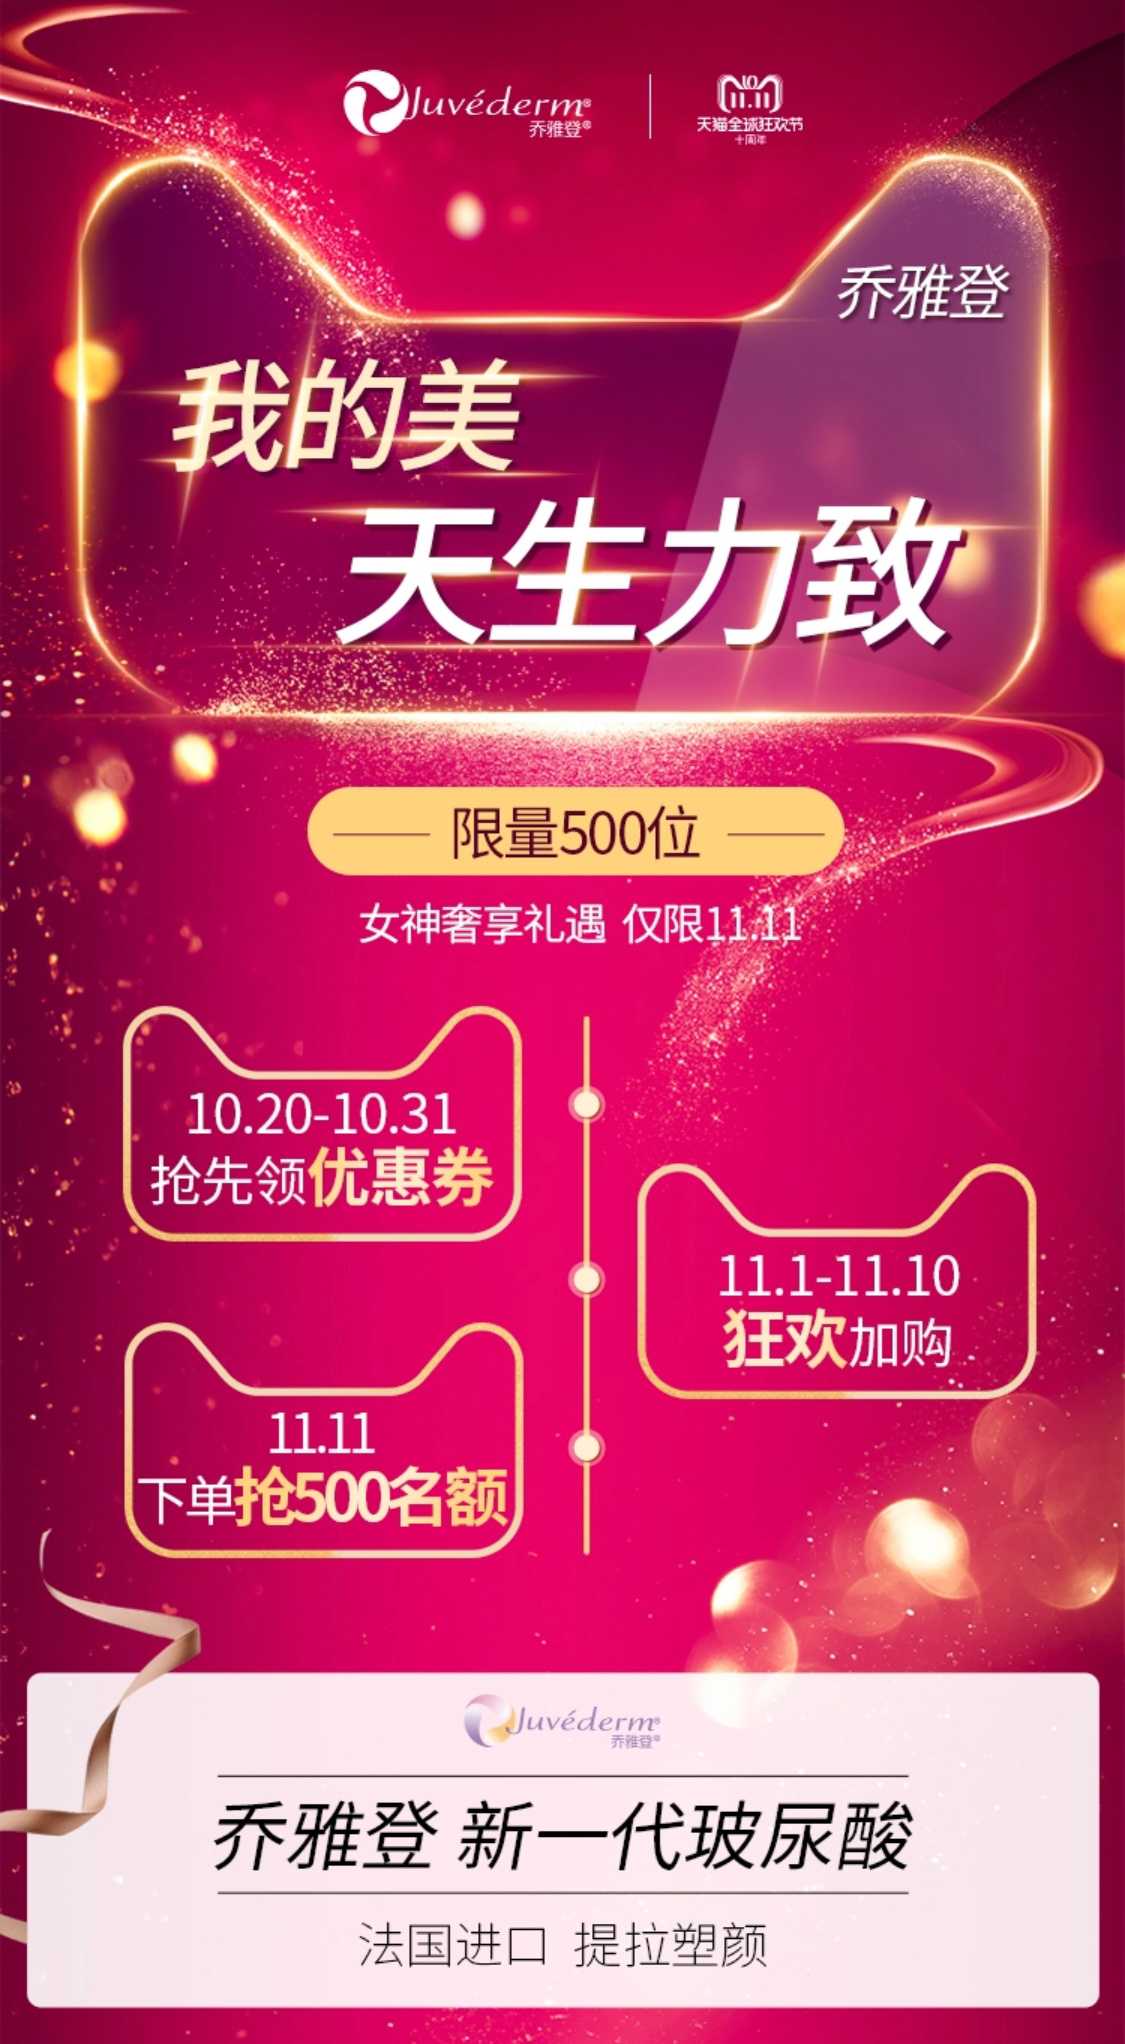 Juvéderm®
乔雅登®
11.11
天猫全球狂欢节
十周年
乔雅登
我的美
天生力致
限量500位
女神奢享礼遇 仅限11.11
10.20-10.31
抢先领优惠券
11.1-11.10
狂欢加购
11.11
下单抢500名额
Juvéderm®
乔雅登®
乔雅登 新一代玻尿酸
法国进口 提拉塑颜